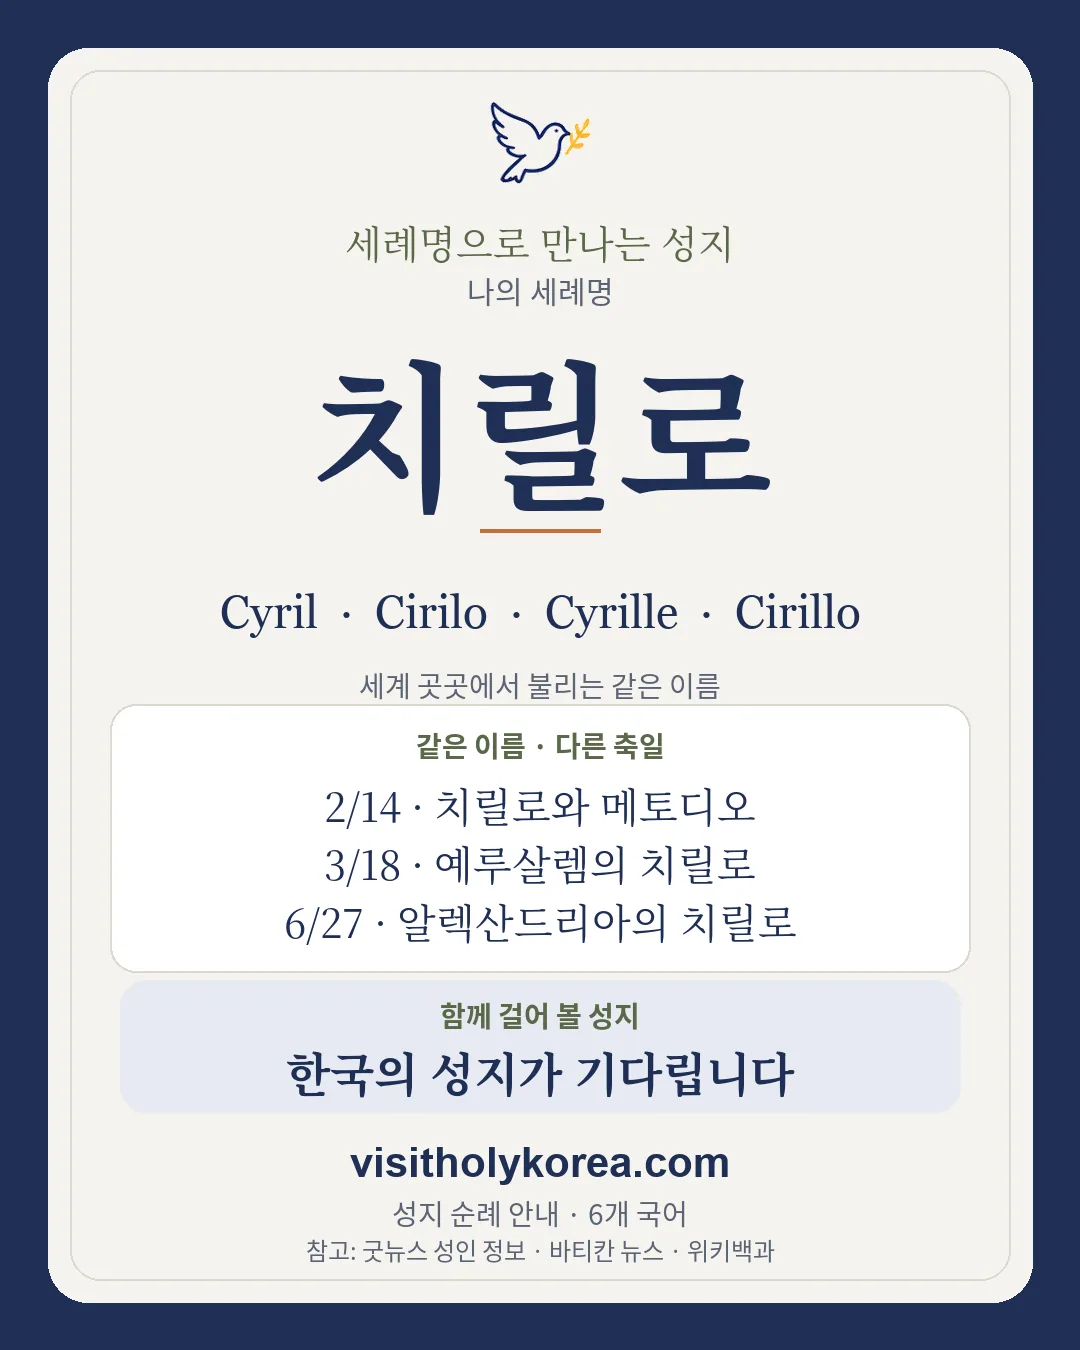 세례명으로 만나는 성지
나의 세례명
치릴로
Cyril · Cirilo · Cyrille · Cirillo
세계 곳곳에서 불리는 같은 이름
같은 이름 · 다른 축일
2/14 · 치릴로와 메토디오
3/18 · 예루살렘의 치릴로
6/27 · 알렉산드리아의 치릴로
함께 걸어 볼 성지
한국의 성지가 기다립니다
visitholykorea.com
성지 순례 안내 · 6개 국어
참고: 굿뉴스 성인 정보 · 바티칸 뉴스 · 위키백과